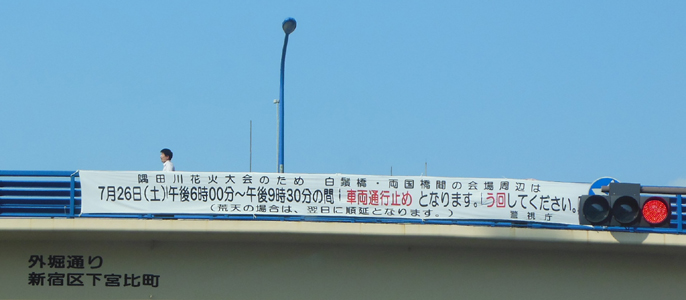 隅田川花火大会のため 白鬚橋・両国橋間の会場周辺は
7月26日(土)午後6時00分～午後9時30分の間 車両通行止め となります。 う回してください。
(荒天の場合は、翌日に順延となります。) 警視庁
外堀通り
新宿区下宮比町